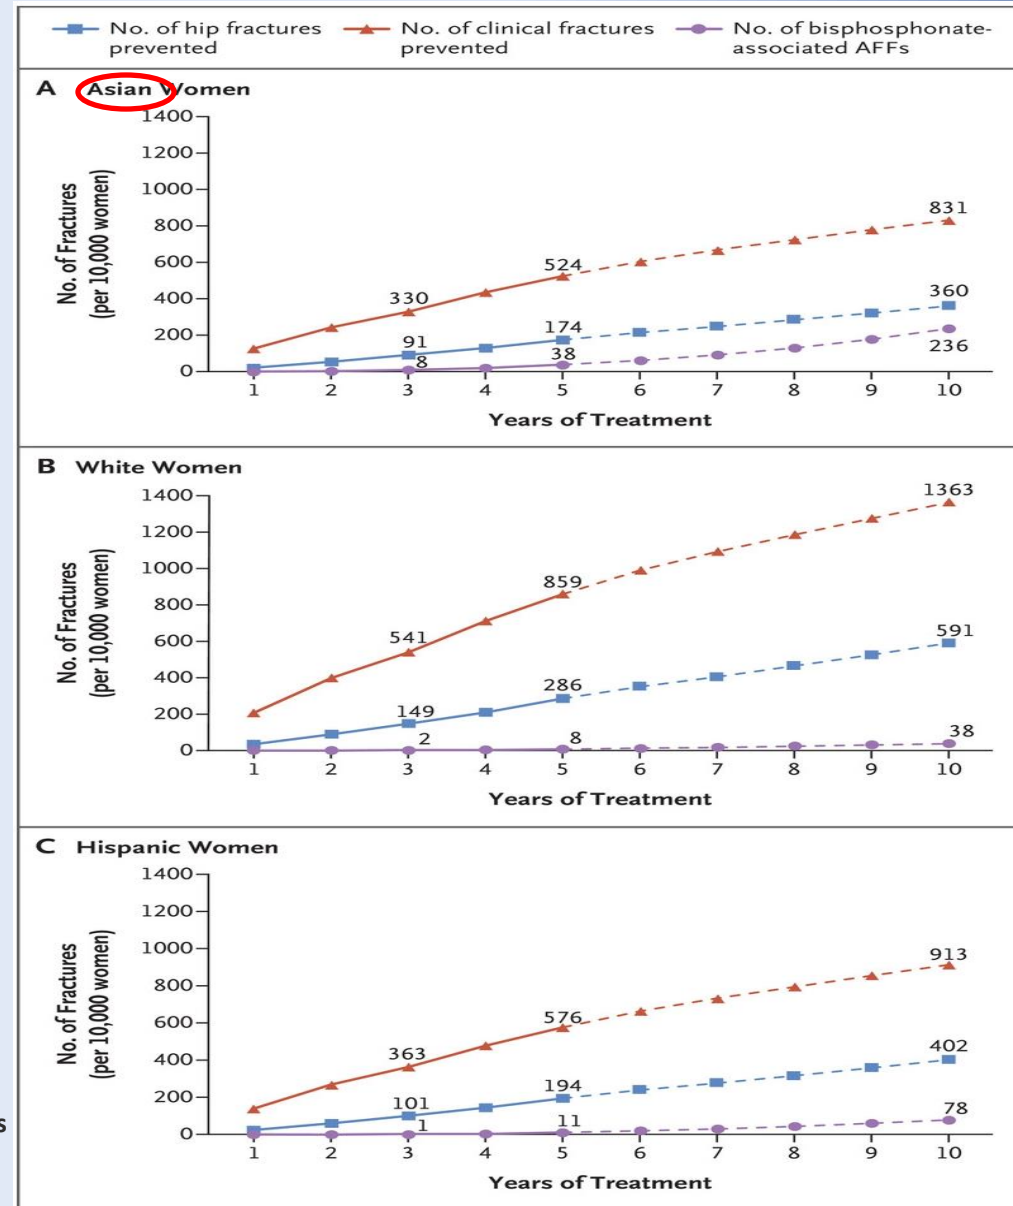 No. of hip fractures prevented
No. of clinical fractures prevented
No. of bisphosphonate-associated AFFs
A Asian Women
1400
1200
1000
800
600
400
200
0
No. of Fractures
(per 10,000 women)
330
524
831
91
174
360
8
38
236
1 2 3 4 5 6 7 8 9 10
Years of Treatment
B White Women
1400
1200
1000
800
600
400
200
0
No. of Fractures
(per 10,000 women)
541
859
1363
149
286
591
2
8
38
1 2 3 4 5 6 7 8 9 10
Years of Treatment
C Hispanic Women
1400
1200
1000
800
600
400
200
0
No. of Fractures
(per 10,000 women)
363
576
913
101
194
402
1
11
78
1 2 3 4 5 6 7 8 9 10
Years of Treatment
s